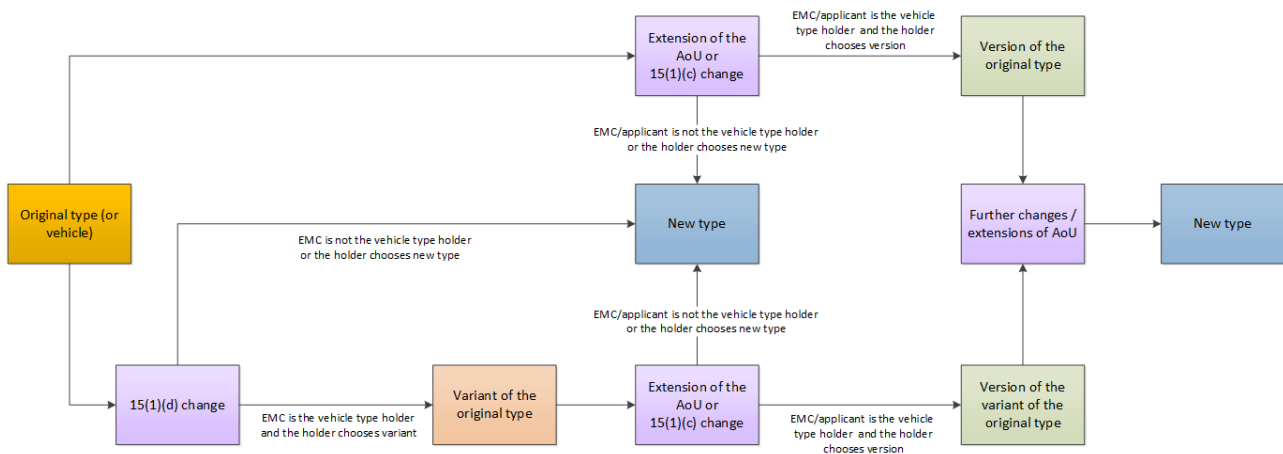 EMC/applicant is the vehicle
type holder and the holder
chooses version
Extension of the
AoU or
15(1)(c) change
Version of the
original type
EMC/applicant is not the vehicle type holder
or the holder chooses new type
Original type (or
vehicle)
New type
Further changes /
extensions of AoU
New type
EMC is not the vehicle type holder
or the holder chooses new type
EMC/applicant is not the vehicle type holder
or the holder chooses new type
15(1)(d) change
EMC is the vehicle type holder
and the holder chooses variant
Variant of the
original type
Extension of the
AoU or
15(1)(c) change
EMC/applicant is the vehicle
type holder and the holder
chooses version
Version of the
variant of the
original type